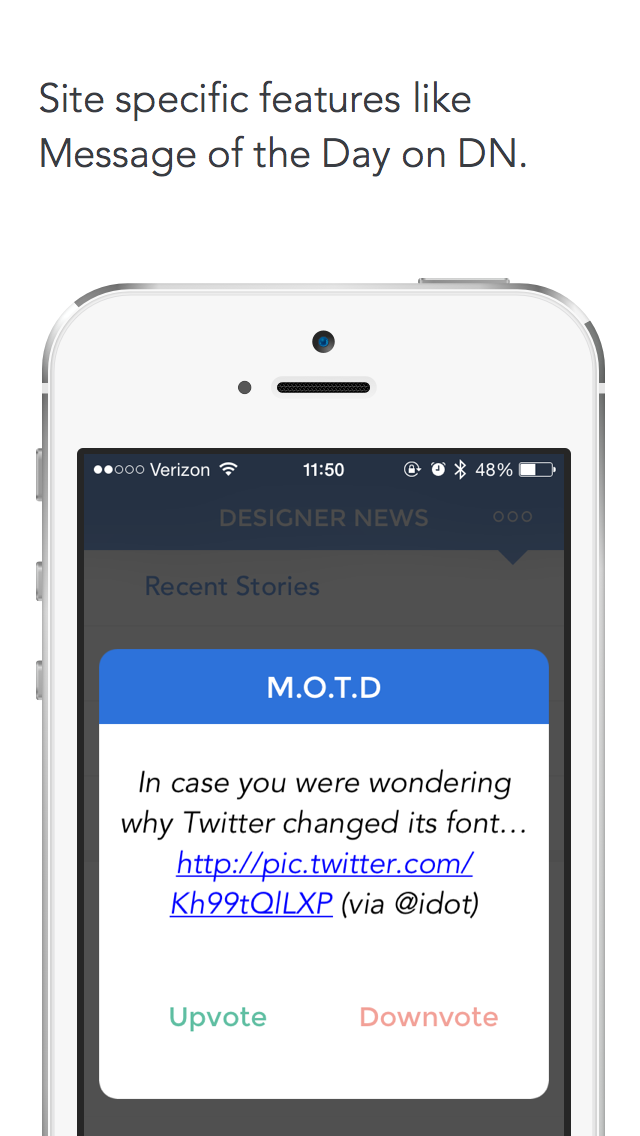 Site specific features like
Message of the Day on DN.
Verizon 11:50 48%
DESIGNER NEWS
Recent Stories
M.O.T.D
In case you were wondering
why Twitter changed its font…
http://pic.twitter.com/
Kh99tQlLXP (via @idot)
Upvote Downvote